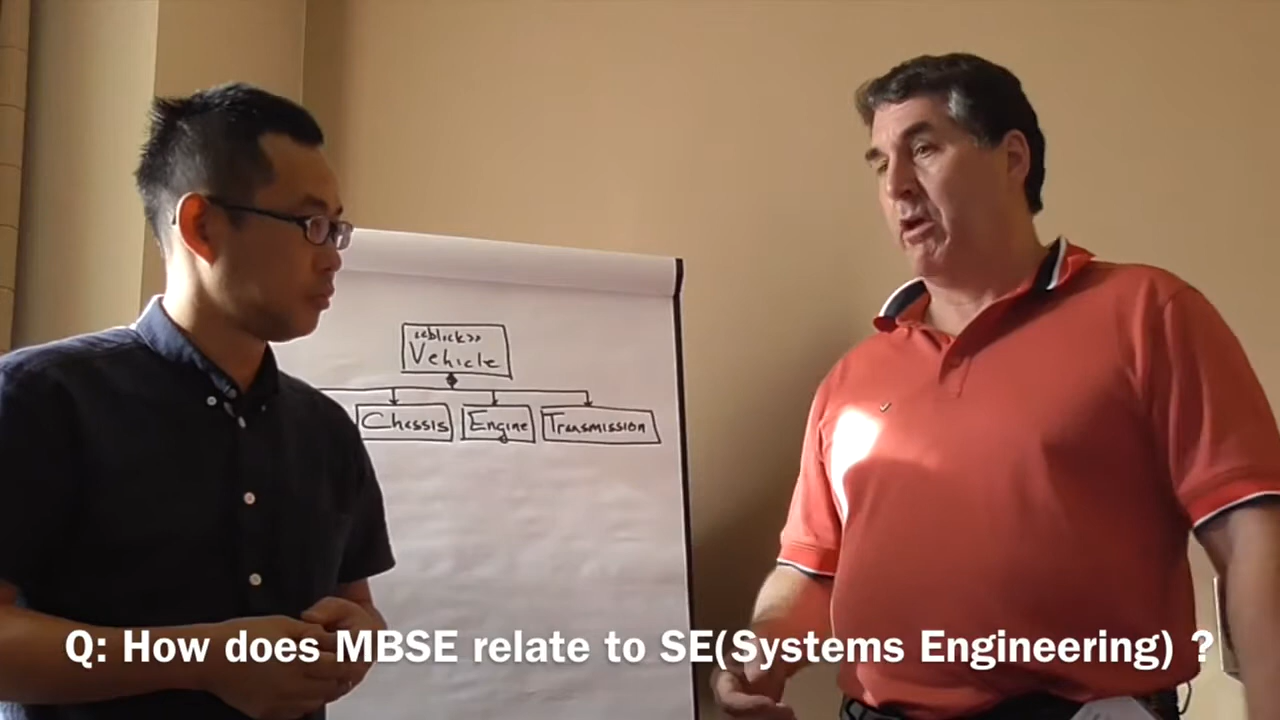 «block»
Vehicle
Chassis Engine Transmission
Q: How does MBSE relate to SE(Systems Engineering) ?